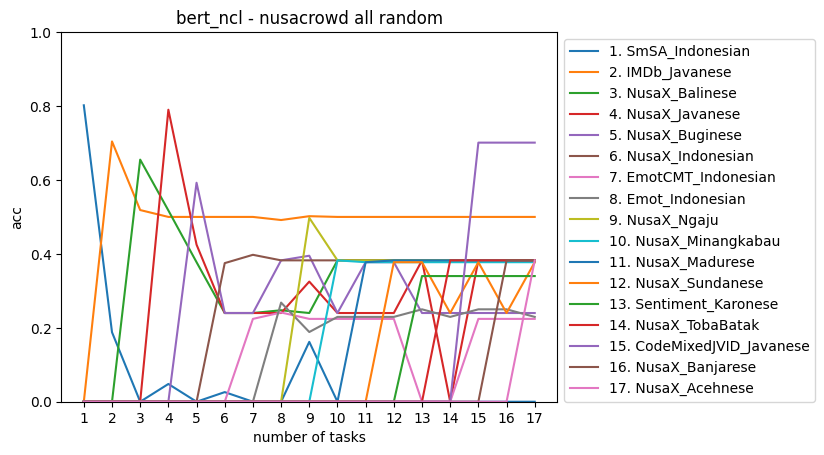 bert_ncl - nusacrowd all random
1.0
0.8
0.6
0.4
0.2
0.0
acc
1 2 3 4 5 6 7 8 9 10 11 12 13 14 15 16 17
number of tasks
1. SmSA_Indonesian
2. IMDb_Javanese
3. NusaX_Balinese
4. NusaX_Javanese
5. NusaX_Buginese
6. NusaX_Indonesian
7. EmotCMT_Indonesian
8. Emot_Indonesian
9. NusaX_Ngaju
10. NusaX_Minangkabau
11. NusaX_Madurese
12. NusaX_Sundanese
13. Sentiment_Karonese
14. NusaX_TobaBatak
15. CodeMixedJVID_Javanese
16. NusaX_Banjarese
17. NusaX_Acehnese